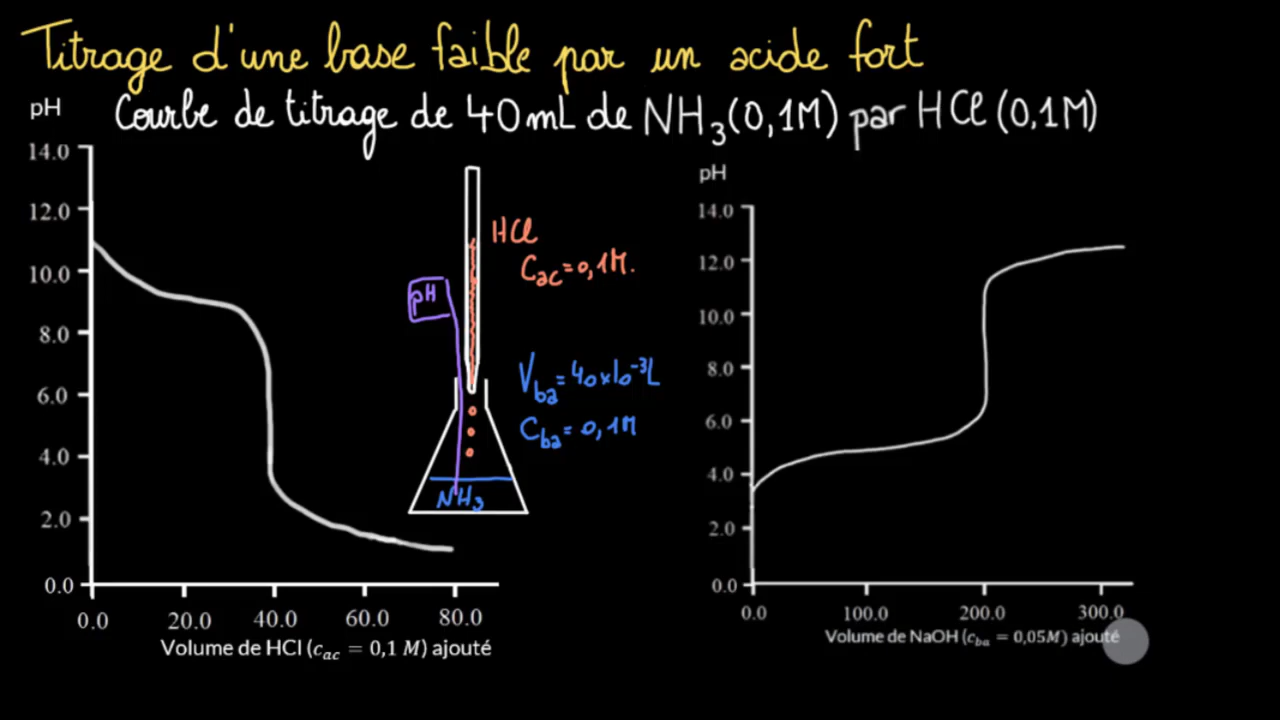 Titrage d'une base faible par un acide fort
Courbe de titrage de 40mL de NH₃(0,1M) par HCl (0,1M)
pH
14.0
12.0
10.0
8.0
6.0
4.0
2.0
0.0
0.0 20.0 40.0 60.0 80.0
Volume de HCl (cₐc = 0,1 M) ajouté
HCl
Cac=0,1M.
pH
Vba=40×10⁻³L
Cba=0,1M
NH₃
pH
14.0
12.0
10.0
8.0
6.0
4.0
2.0
0.0
0.0 100.0 200.0 300.0
Volume de NaOH (cba = 0,05M) ajouté